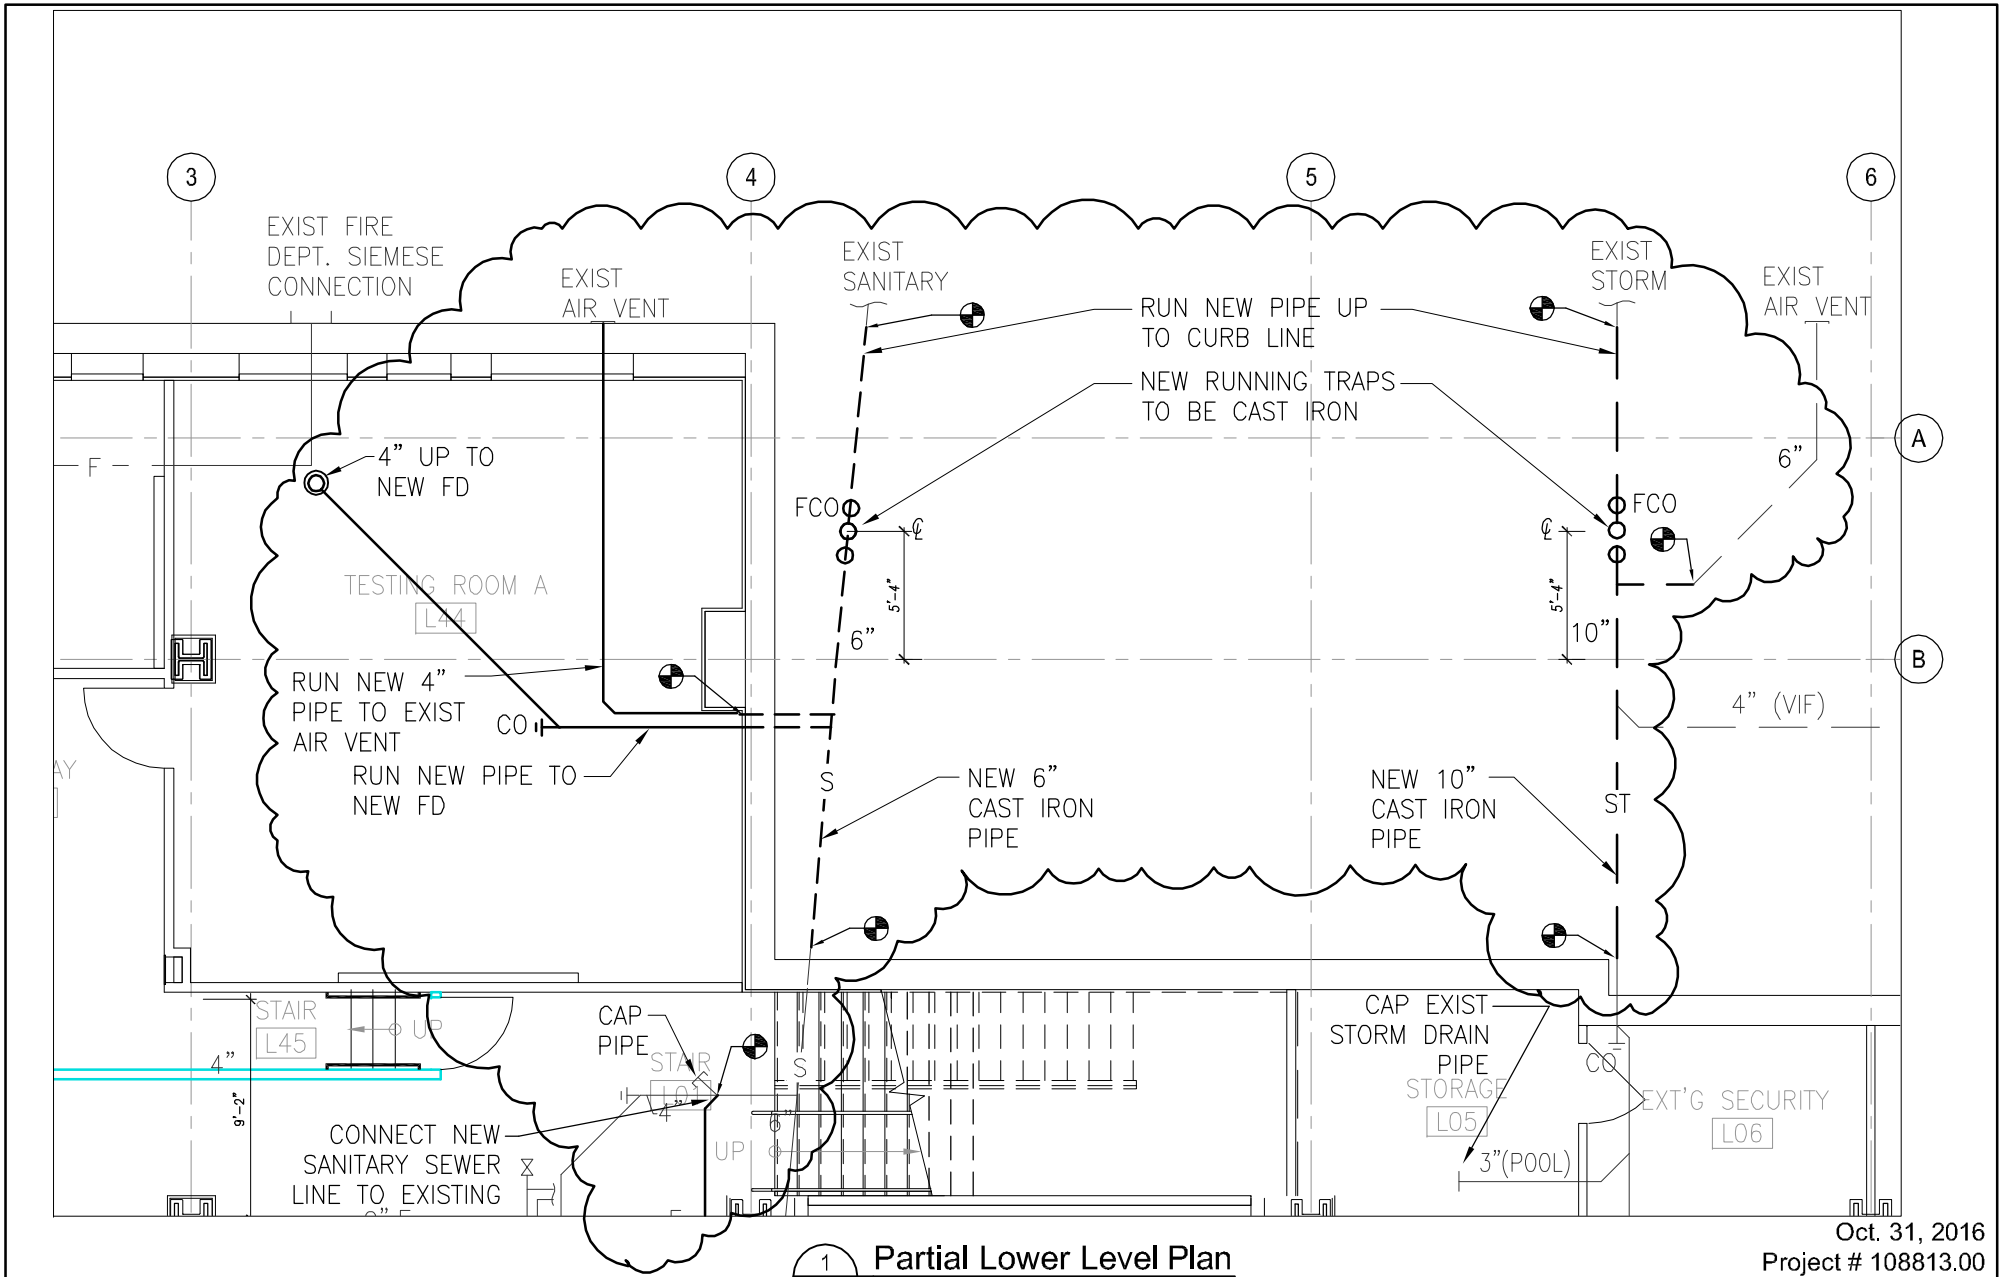 3
4
5
6
EXIST FIRE
DEPT. SIEMESE
CONNECTION
EXIST
AIR VENT
EXIST
SANITARY
EXIST
STORM
EXIST
AIR VENT
RUN NEW PIPE UP
TO CURB LINE
NEW RUNNING TRAPS
TO BE CAST IRON
A
F
4" UP TO
NEW FD
6"
FCO
FCO
℄
℄
TESTING ROOM A
L44
5'-4"
5'-4"
6"
10"
B
RUN NEW 4"
PIPE TO EXIST
AIR VENT
CO
4" (VIF)
RUN NEW PIPE TO
NEW FD
AY
S
NEW 6"
CAST IRON
PIPE
NEW 10"
CAST IRON
PIPE
ST
STAIR
L45
UP
4"
9'-2"
CAP
PIPE
STAIR
L01
4"
S
6"
UP
CAP EXIST
STORM DRAIN
PIPE
CO
STORAGE
L05
EXT'G SECURITY
L06
3"(POOL)
CONNECT NEW
SANITARY SEWER
LINE TO EXISTING
1
Partial Lower Level Plan
Oct. 31, 2016
Project # 108813.00